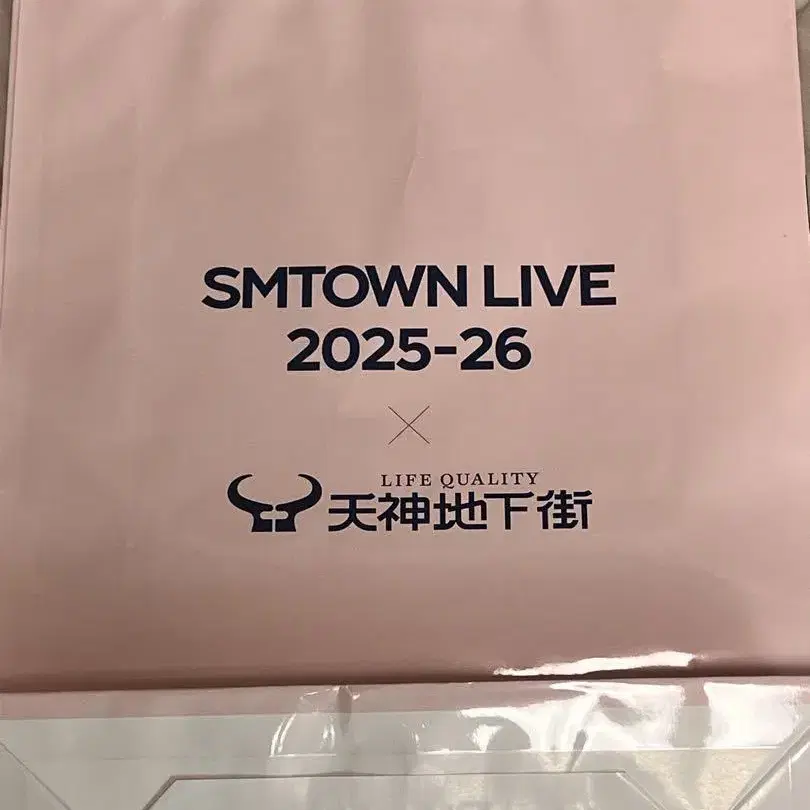 SMTOWN LIVE
2025-26
×
LIFE QUALITY
天神地下街